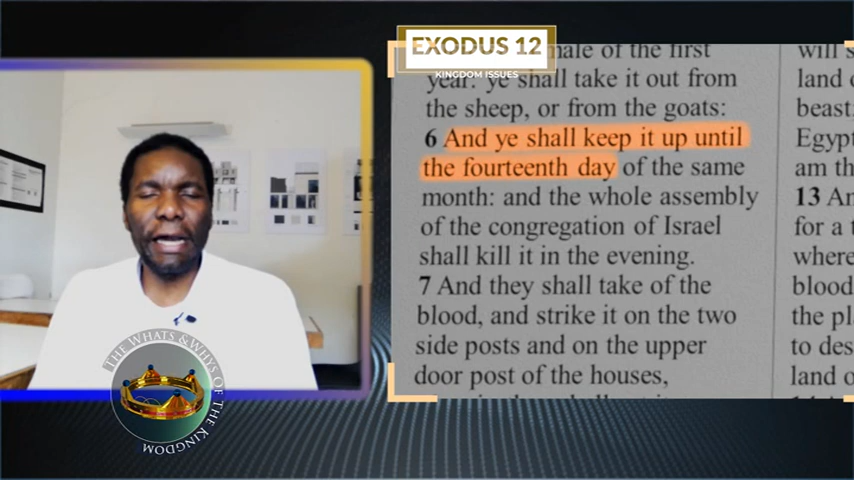 EXODUS 12
KINGDOM ISSUES
male of the first
year: ye shall take it out from
the sheep, or from the goats:
6 And ye shall keep it up until
the fourteenth day of the same
month: and the whole assembly
of the congregation of Israel
shall kill it in the evening.
7 And they shall take of the
blood, and strike it on the two
side posts and on the upper
door post of the houses,
will s
land o
beast,
Egypt
am th
13 An
for a t
where
blood
the pl
to des
land o
THE WHATS & WHYS OF THE KINGDOM